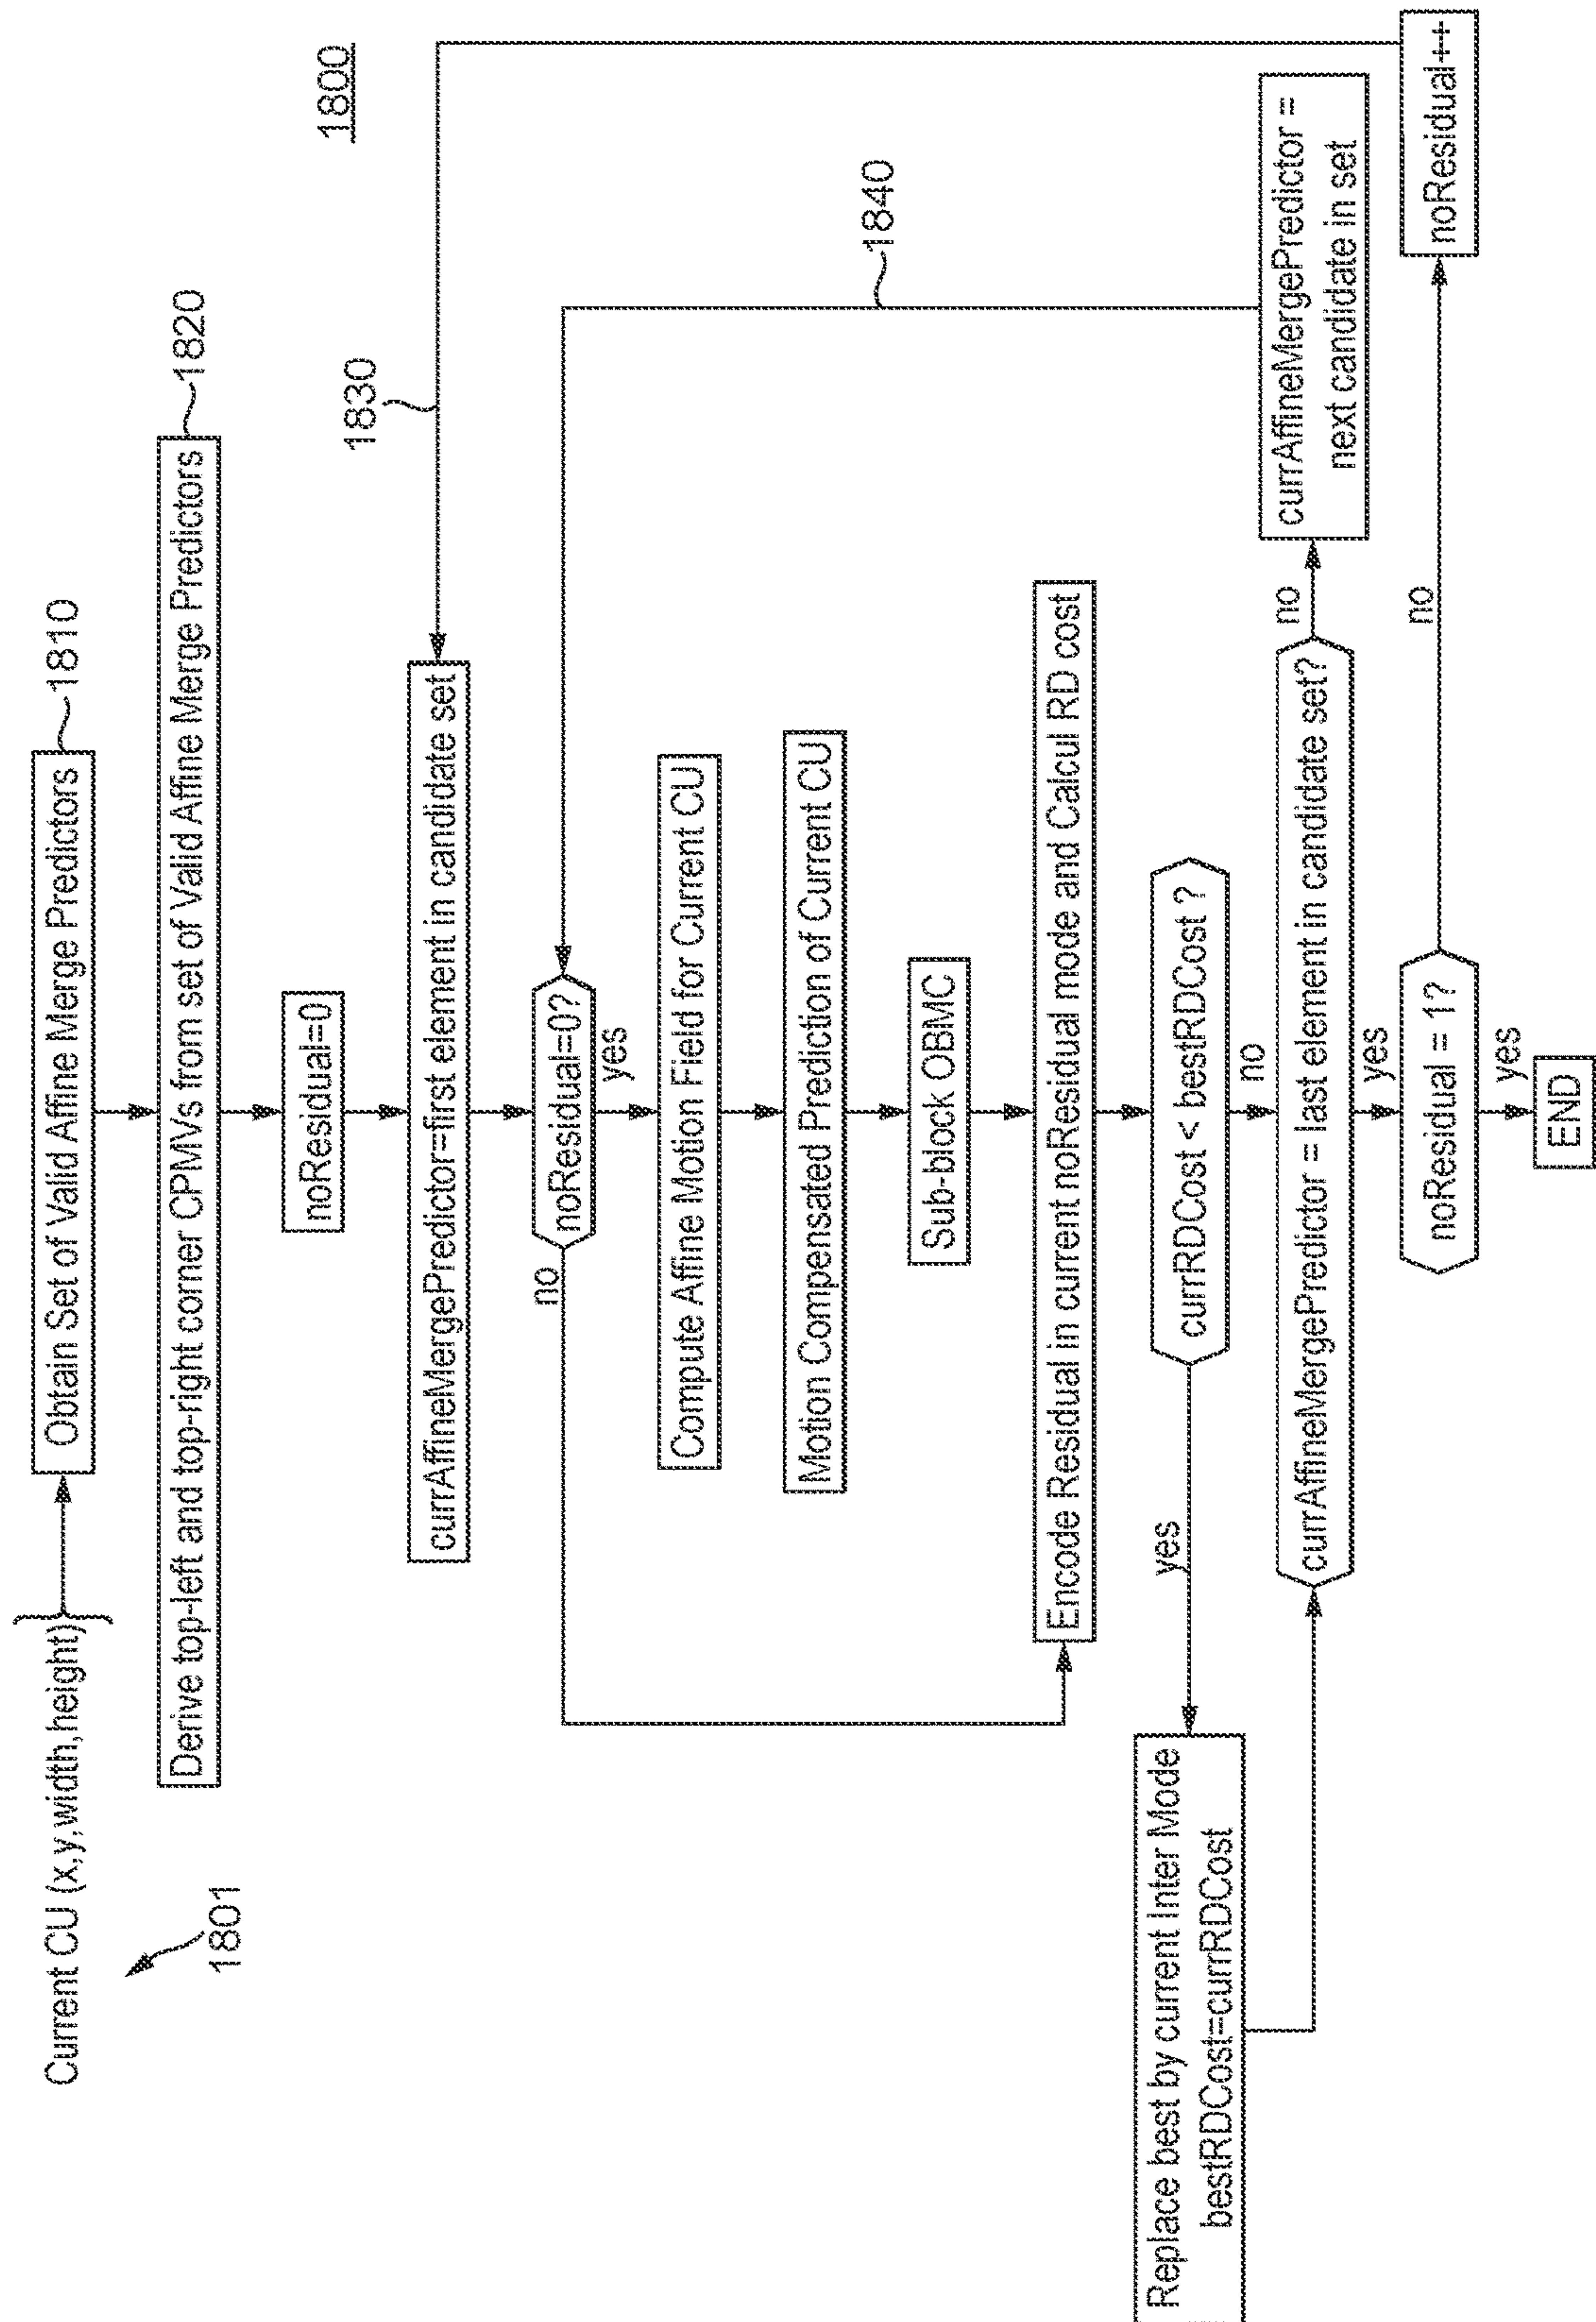 1800
Current CU (x,y,width,height)
1801
Obtain Set of Valid Affine Merge Predictors
1810
Derive top-left and top-right corner CPMVs from set of Valid Affine Merge Predictors
1820
noResidual=0
1830
currAffineMergePredictor=first element in candidate set
noResidual=0?
no
yes
1840
Compute Affine Motion Field for Current CU
Motion Compensated Prediction of Current CU
Sub-block OBMC
Encode Residual in current noResidual mode and Calcul RD cost
currRDCost < bestRDCost ?
yes
no
Replace best by current Inter Mode
bestRDCost=currRDCost
currAffineMergePredictor = last element in candidate set?
no
yes
currAffineMergePredictor =
next candidate in set
noResidual = 1?
no
yes
noResidual++
END